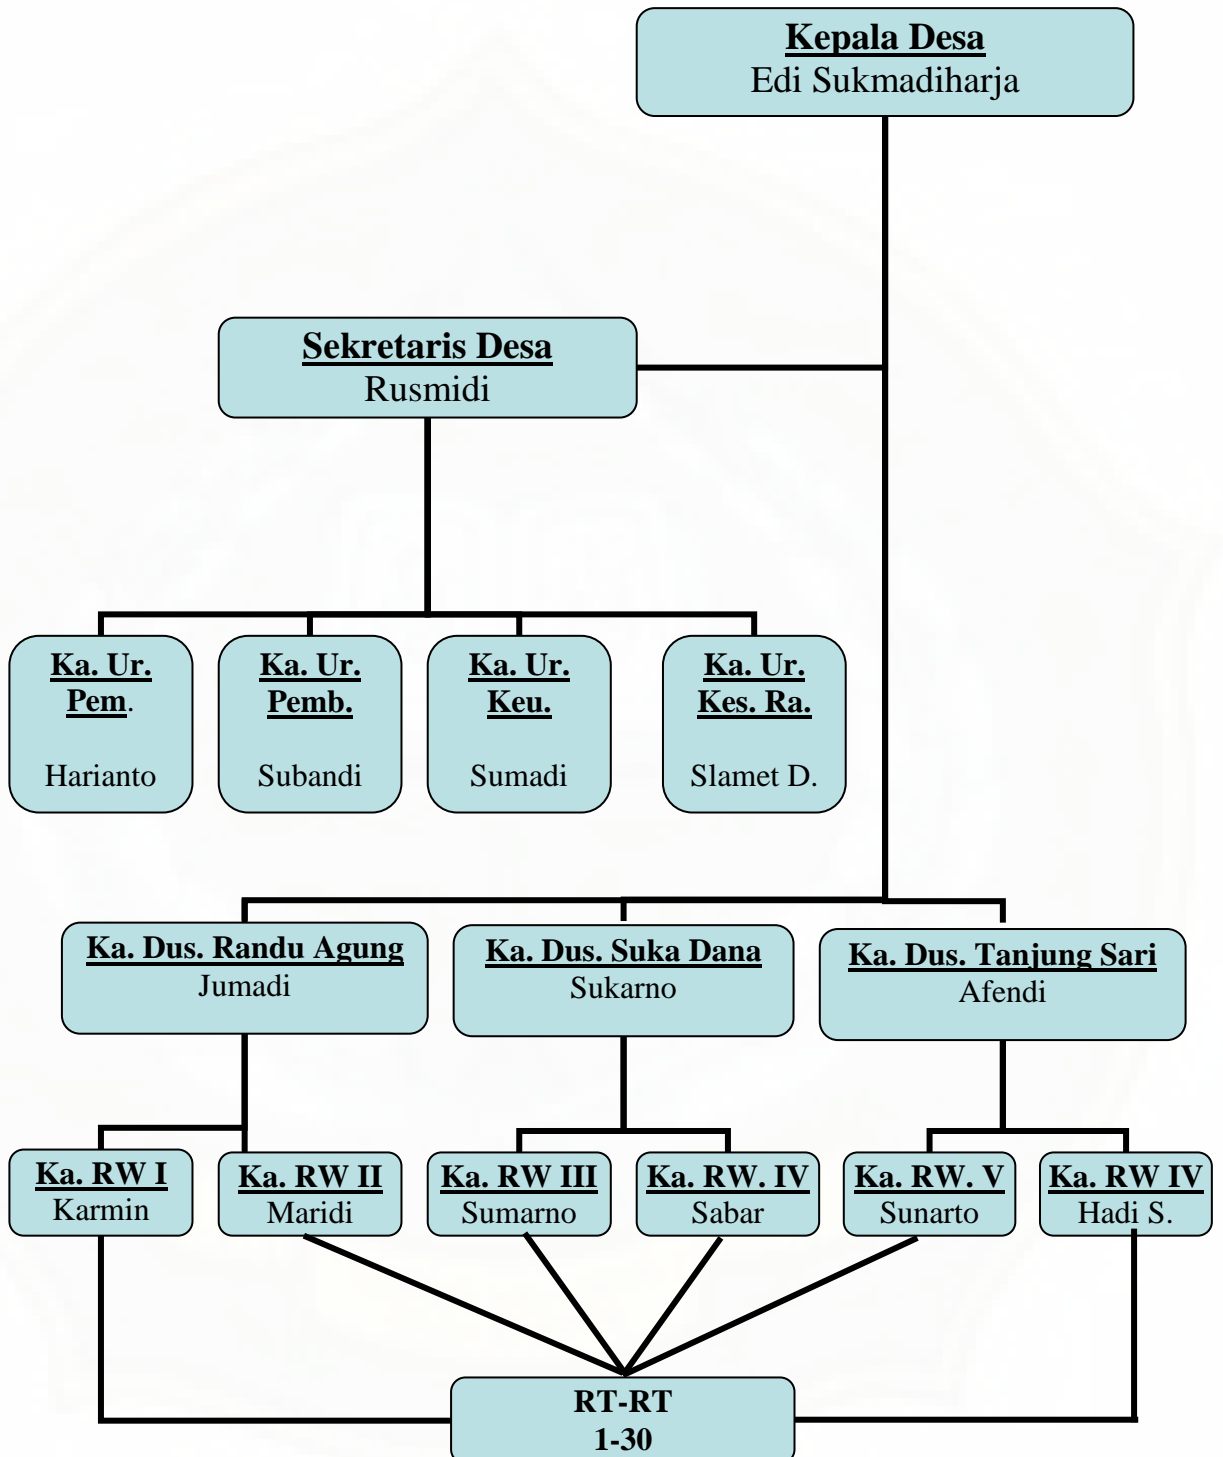 Kepala Desa
Edi Sukmadiharja
Sekretaris Desa
Rusmidi
Ka. Ur.
Pem.
Harianto
Ka. Ur.
Pemb.
Subandi
Ka. Ur.
Keu.
Sumadi
Ka. Ur.
Kes. Ra.
Slamet D.
Ka. Dus. Randu Agung
Jumadi
Ka. Dus. Suka Dana
Sukarno
Ka. Dus. Tanjung Sari
Afendi
Ka. RW I
Karmin
Ka. RW II
Maridi
Ka. RW III
Sumarno
Ka. RW. IV
Sabar
Ka. RW. V
Sunarto
Ka. RW IV
Hadi S.
RT-RT
1-30